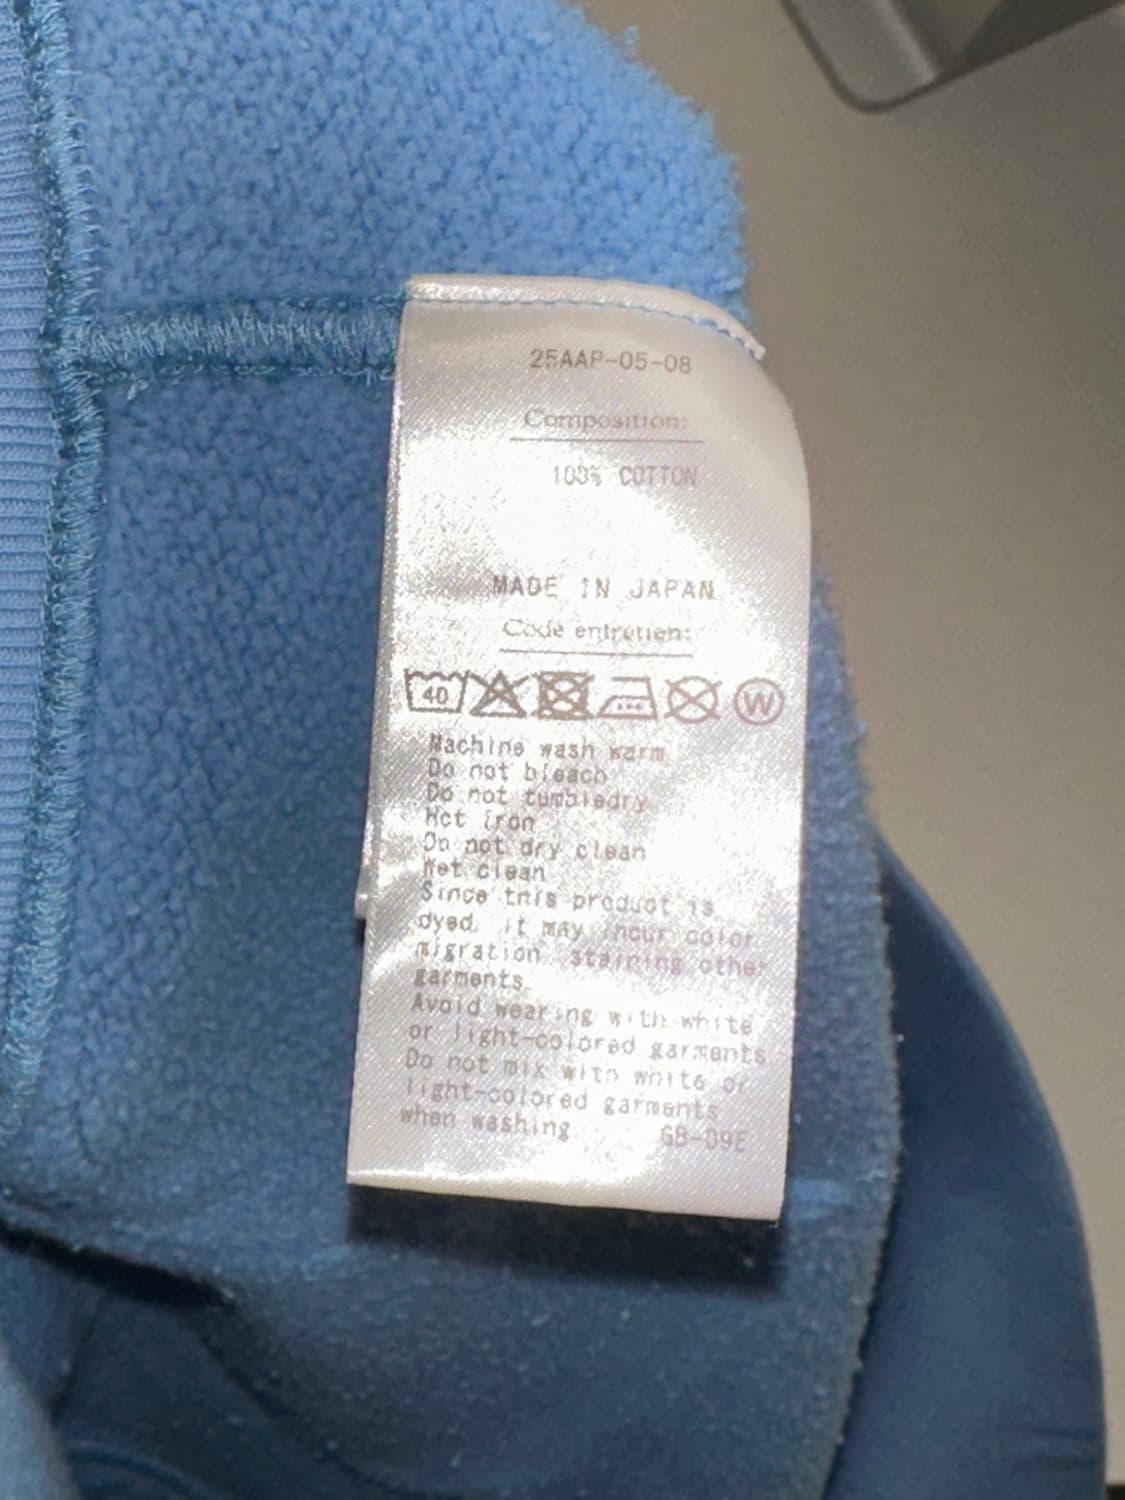 25AAP-05-08
Composition:
100% COTTON
MADE IN JAPAN
Code entretien:
40 W
Machine wash warm
Do not bleach
Do not tumbledry
Hot iron
Do not dry clean
Wet clean
Since this product is
dyed, it may incur color
migration, staining other
garments.
Avoid wearing with white
or light-colored garments
Do not mix with white or
light-colored garments
when washing. GB-09E